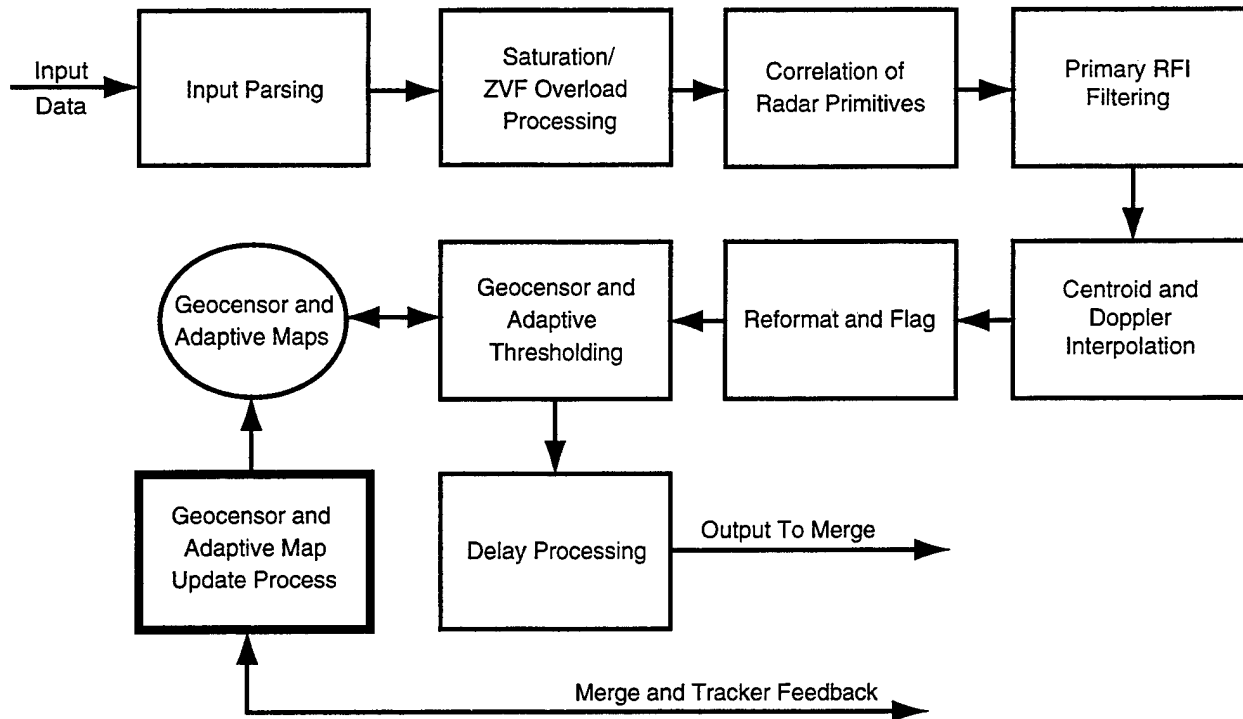 Input
Data
Input Parsing
Saturation/
ZVF Overload
Processing
Correlation of
Radar Primitives
Primary RFI
Filtering
Geocensor and
Adaptive Maps
Geocensor and
Adaptive
Thresholding
Reformat and Flag
Centroid and
Doppler
Interpolation
Geocensor and
Adaptive Map
Update Process
Delay Processing
Output To Merge
Merge and Tracker Feedback